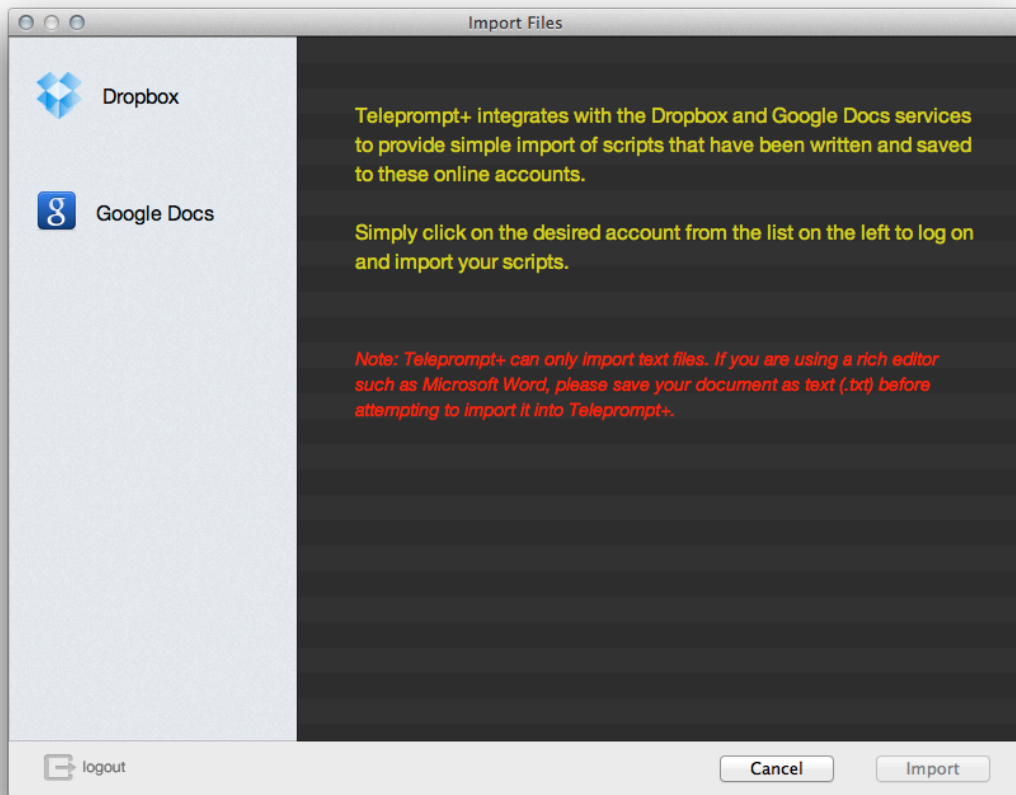 Import Files
Dropbox
Google Docs
Teleprompt+ integrates with the Dropbox and Google Docs services
to provide simple import of scripts that have been written and saved
to these online accounts.
Simply click on the desired account from the list on the left to log on
and import your scripts.
Note: Teleprompt+ can only import text files. If you are using a rich editor
such as Microsoft Word, please save your document as text (.txt) before
attempting to import it into Teleprompt+.
logout
Cancel
Import